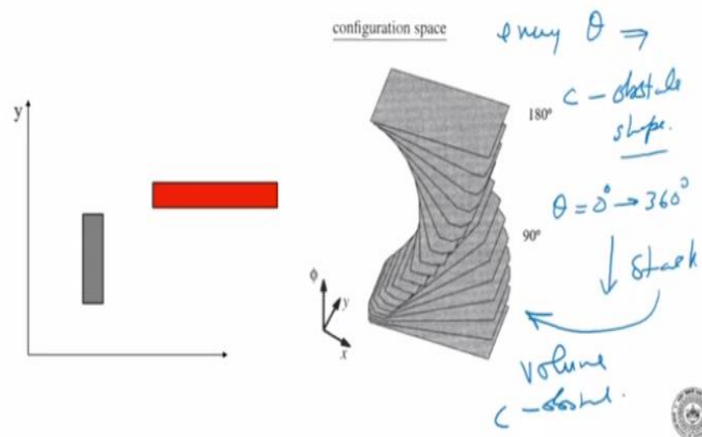 configuration space
every θ ⇒
C - obstacle
shape.
180°
y
θ = 0° → 360°
90°
↓ Stack
ϕ
y
x
volume
C - obstacl.